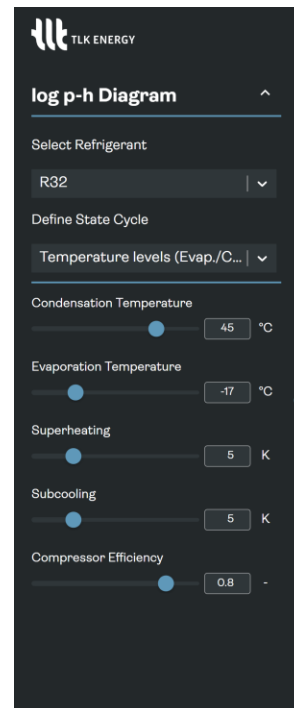 TLK ENERGY
log p-h Diagram
Select Refrigerant
R32
Define State Cycle
Temperature levels (Evap./C...
Condensation Temperature
45 °C
Evaporation Temperature
-17 °C
Superheating
5 K
Subcooling
5 K
Compressor Efficiency
0.8 -